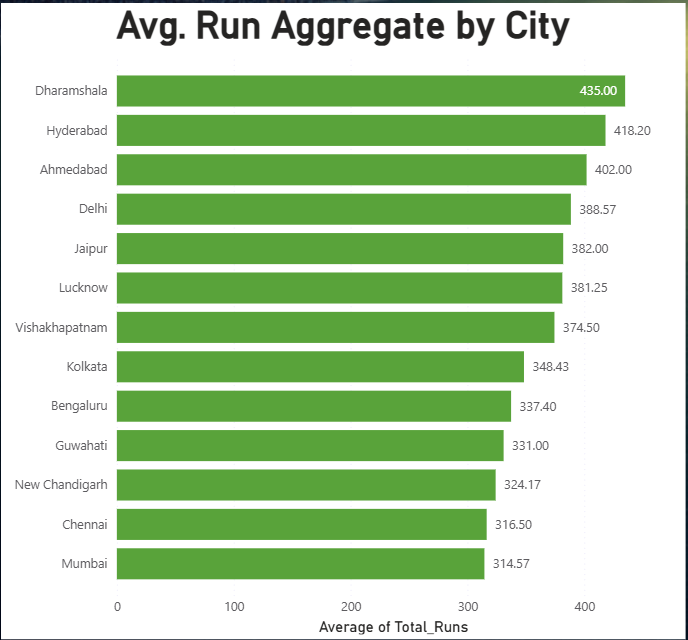 Avg. Run Aggregate by City
Dharamshala 435.00
Hyderabad 418.20
Ahmedabad 402.00
Delhi 388.57
Jaipur 382.00
Lucknow 381.25
Vishakhapatnam 374.50
Kolkata 348.43
Bengaluru 337.40
Guwahati 331.00
New Chandigarh 324.17
Chennai 316.50
Mumbai 314.57
0 100 200 300 400
Average of Total_Runs